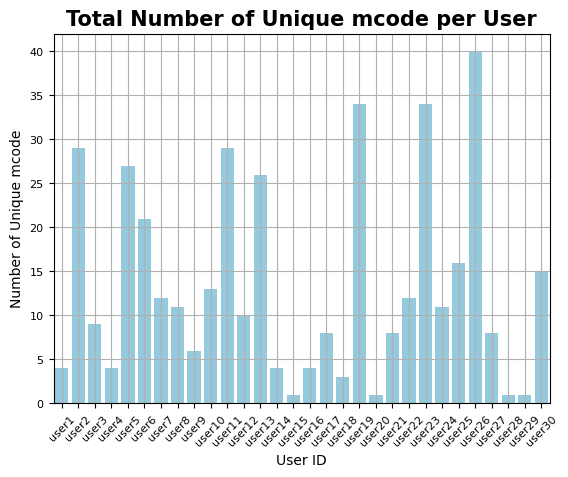 Total Number of Unique mcode per User
40
35
30
25
20
15
10
5
0
Number of Unique mcode
user1
user2
user3
user4
user5
user6
user7
user8
user9
user10
user11
user12
user13
user14
user15
user16
user17
user18
user19
user20
user21
user22
user23
user24
user25
user26
user27
user28
user29
user30
User ID